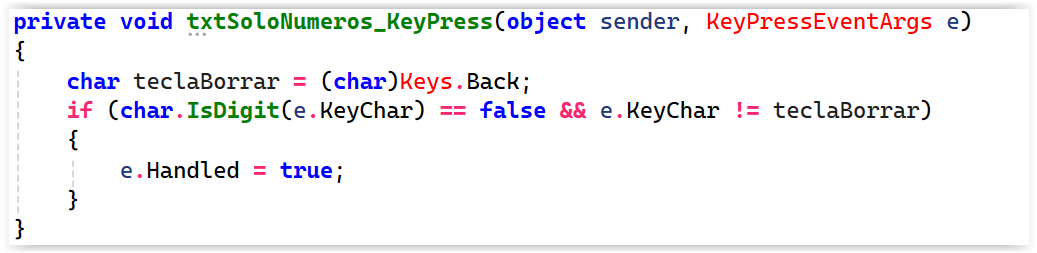 private void txtSoloNumeros_KeyPress(object sender, KeyPressEventArgs e)
{
    char teclaBorrar = (char)Keys.Back;
    if (char.IsDigit(e.KeyChar) == false && e.KeyChar != teclaBorrar)
    {
        e.Handled = true;
    }
}